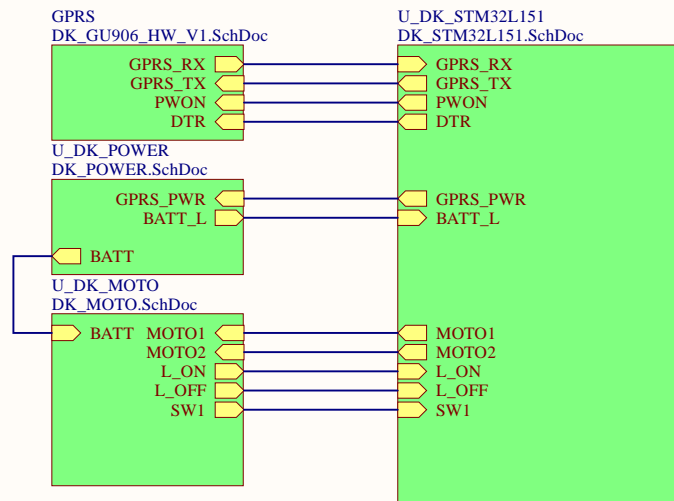 GPRS
DK_GU906_HW_V1.SchDoc
GPRS_RX
GPRS_TX
PWON
DTR
U_DK_POWER
DK_POWER.SchDoc
GPRS_PWR
BATT_L
BATT
U_DK_MOTO
DK_MOTO.SchDoc
BATT MOTO1
MOTO2
L_ON
L_OFF
SW1
U_DK_STM32L151
DK_STM32L151.SchDoc
GPRS_RX
GPRS_TX
PWON
DTR
GPRS_PWR
BATT_L
MOTO1
MOTO2
L_ON
L_OFF
SW1